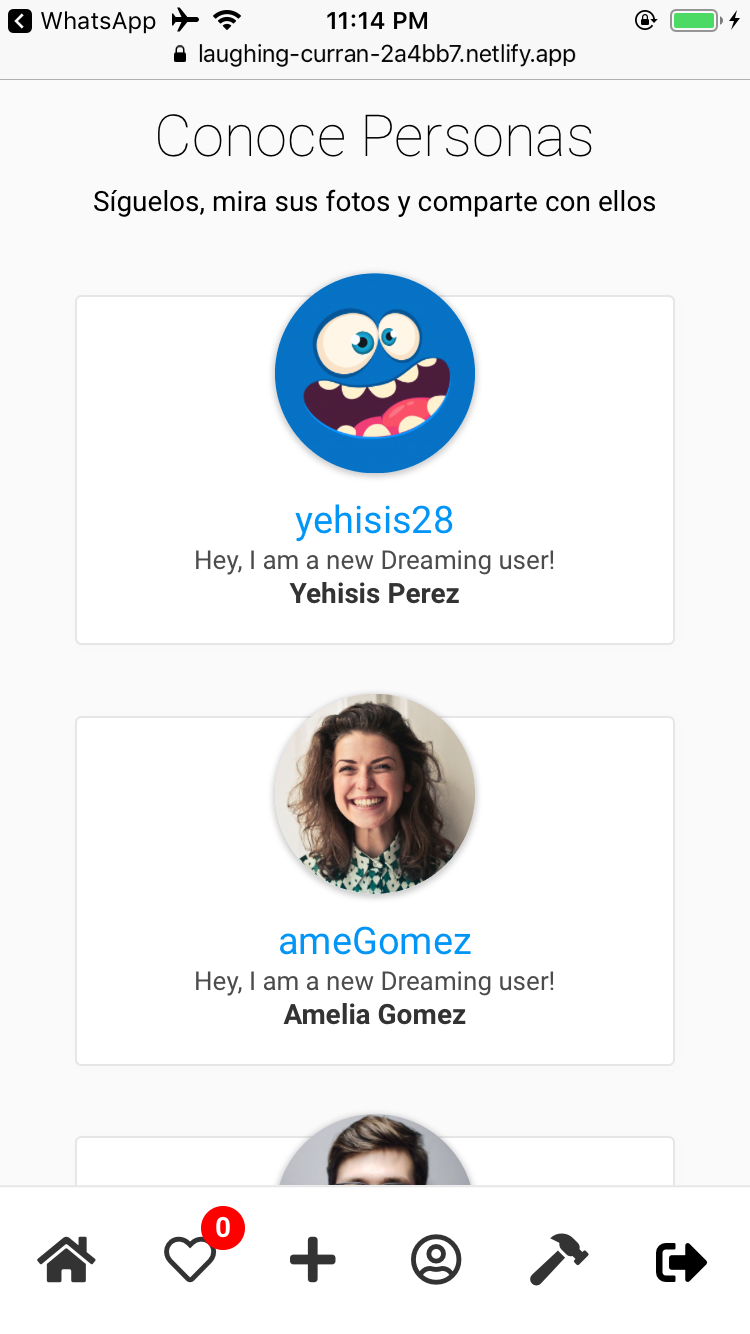 WhatsApp 11:14 PM
laughing-curran-2a4bb7.netlify.app
Conoce Personas
Síguelos, mira sus fotos y comparte con ellos
yehisis28
Hey, I am a new Dreaming user!
Yehisis Perez
ameGomez
Hey, I am a new Dreaming user!
Amelia Gomez
0